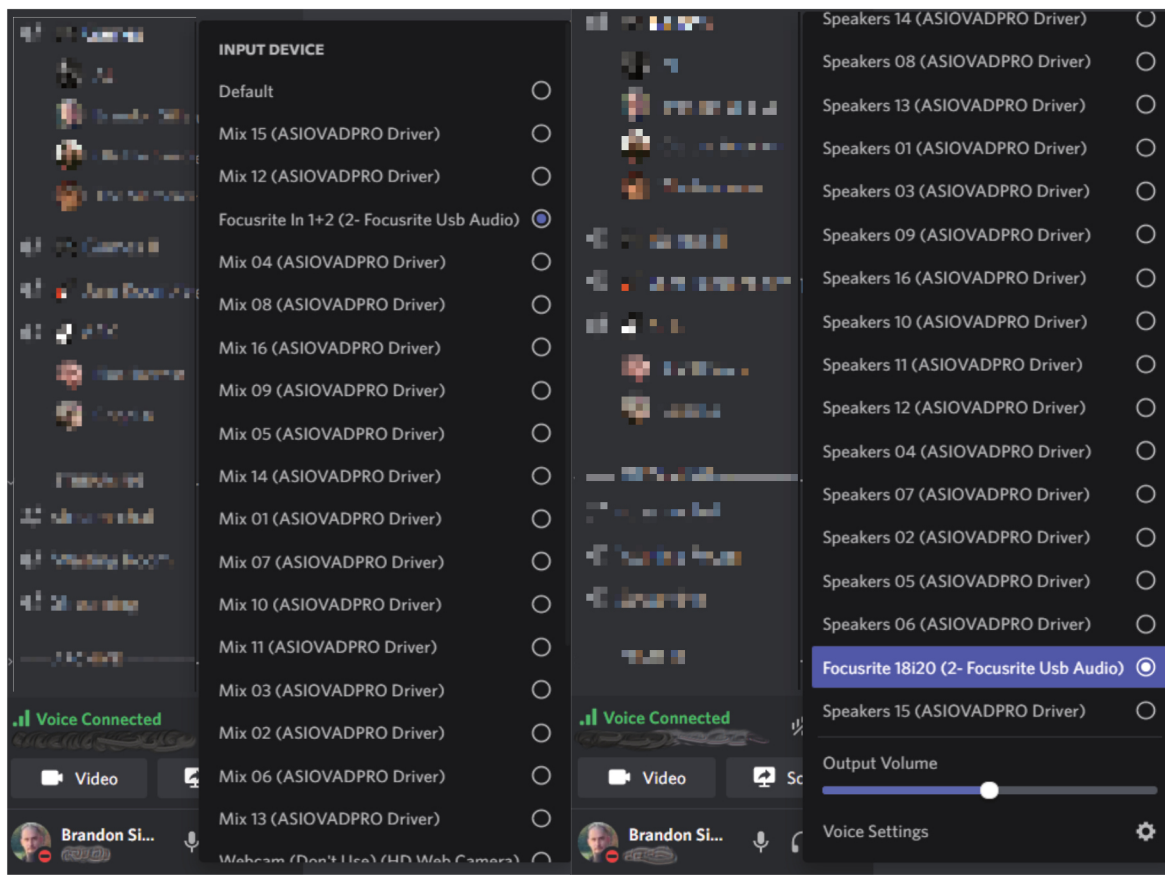 INPUT DEVICE
Default
Mix 15 (ASIOVADPRO Driver)
Mix 12 (ASIOVADPRO Driver)
Focusrite In 1+2 (2- Focusrite Usb Audio)
Mix 04 (ASIOVADPRO Driver)
Mix 08 (ASIOVADPRO Driver)
Mix 16 (ASIOVADPRO Driver)
Mix 09 (ASIOVADPRO Driver)
Mix 05 (ASIOVADPRO Driver)
Mix 14 (ASIOVADPRO Driver)
Mix 01 (ASIOVADPRO Driver)
Mix 07 (ASIOVADPRO Driver)
Mix 10 (ASIOVADPRO Driver)
Mix 11 (ASIOVADPRO Driver)
Mix 03 (ASIOVADPRO Driver)
Mix 02 (ASIOVADPRO Driver)
Mix 06 (ASIOVADPRO Driver)
Mix 13 (ASIOVADPRO Driver)
Webcam (Don't Use) (HD Web Camera)
Voice Connected
Video
Brandon Si...
Speakers 14 (ASIOVADPRO Driver)
Speakers 08 (ASIOVADPRO Driver)
Speakers 13 (ASIOVADPRO Driver)
Speakers 01 (ASIOVADPRO Driver)
Speakers 03 (ASIOVADPRO Driver)
Speakers 09 (ASIOVADPRO Driver)
Speakers 16 (ASIOVADPRO Driver)
Speakers 10 (ASIOVADPRO Driver)
Speakers 11 (ASIOVADPRO Driver)
Speakers 12 (ASIOVADPRO Driver)
Speakers 04 (ASIOVADPRO Driver)
Speakers 07 (ASIOVADPRO Driver)
Speakers 02 (ASIOVADPRO Driver)
Speakers 05 (ASIOVADPRO Driver)
Speakers 06 (ASIOVADPRO Driver)
Focusrite 18i20 (2- Focusrite Usb Audio)
Speakers 15 (ASIOVADPRO Driver)
Output Volume
Voice Settings
Voice Connected
Video
Sc
Brandon Si...